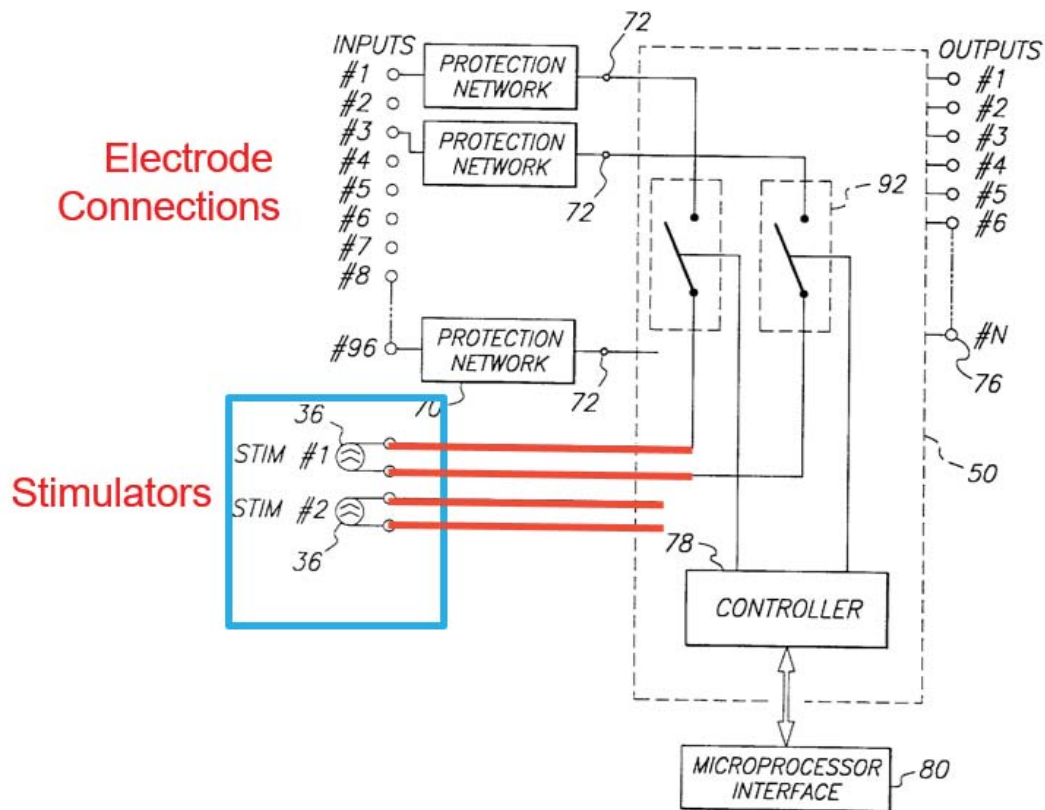 INPUTS
#1
#2
#3
#4
#5
#6
#7
#8
#96
PROTECTION
NETWORK
72
PROTECTION
NETWORK
72
PROTECTION
NETWORK
70
72
Electrode
Connections
92
OUTPUTS
#1
#2
#3
#4
#5
#6
#N
76
50
Stimulators
36
STIM #1
STIM #2
36
78
CONTROLLER
MICROPROCESSOR
INTERFACE
80